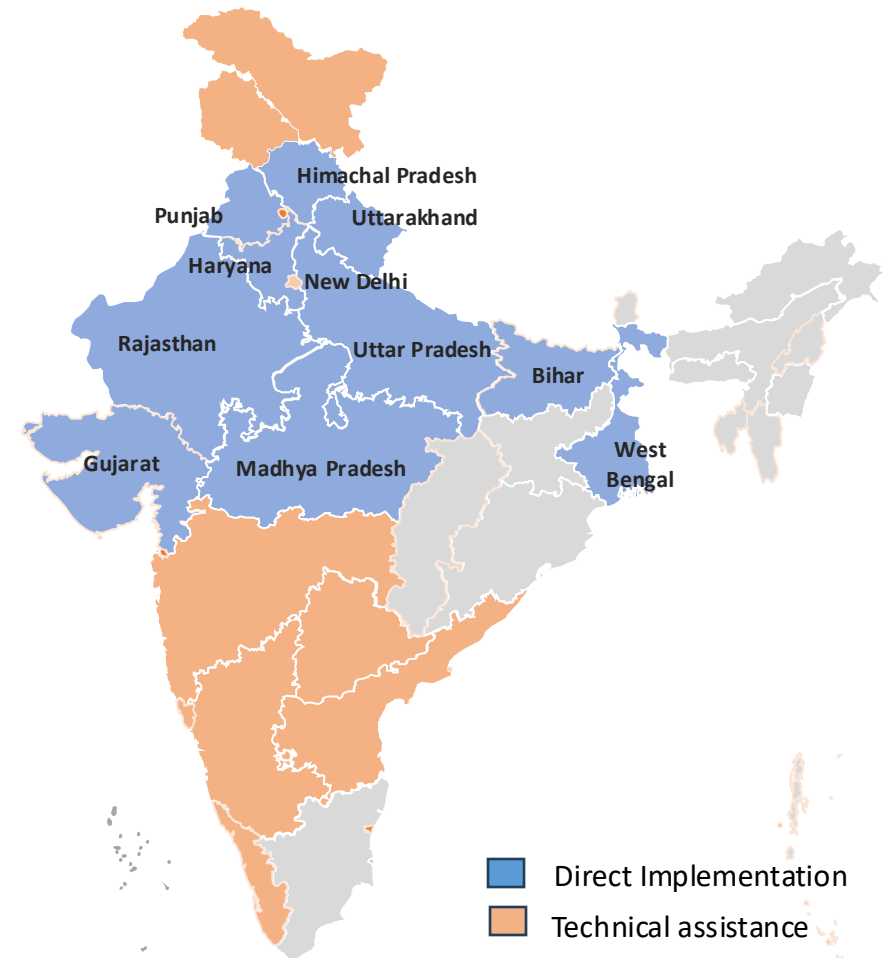 Himachal Pradesh
Punjab
Uttarakhand
Haryana
New Delhi
Rajasthan
Uttar Pradesh
Bihar
Gujarat
Madhya Pradesh
West
Bengal
Direct Implementation
Technical assistance